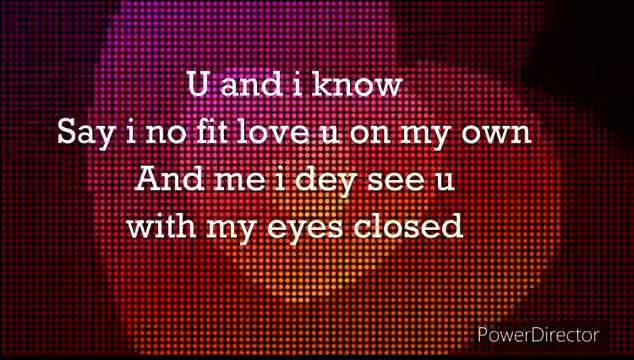 U and i know
Say i no fit love u on my own
And me i dey see u
with my eyes closed
PowerDirector